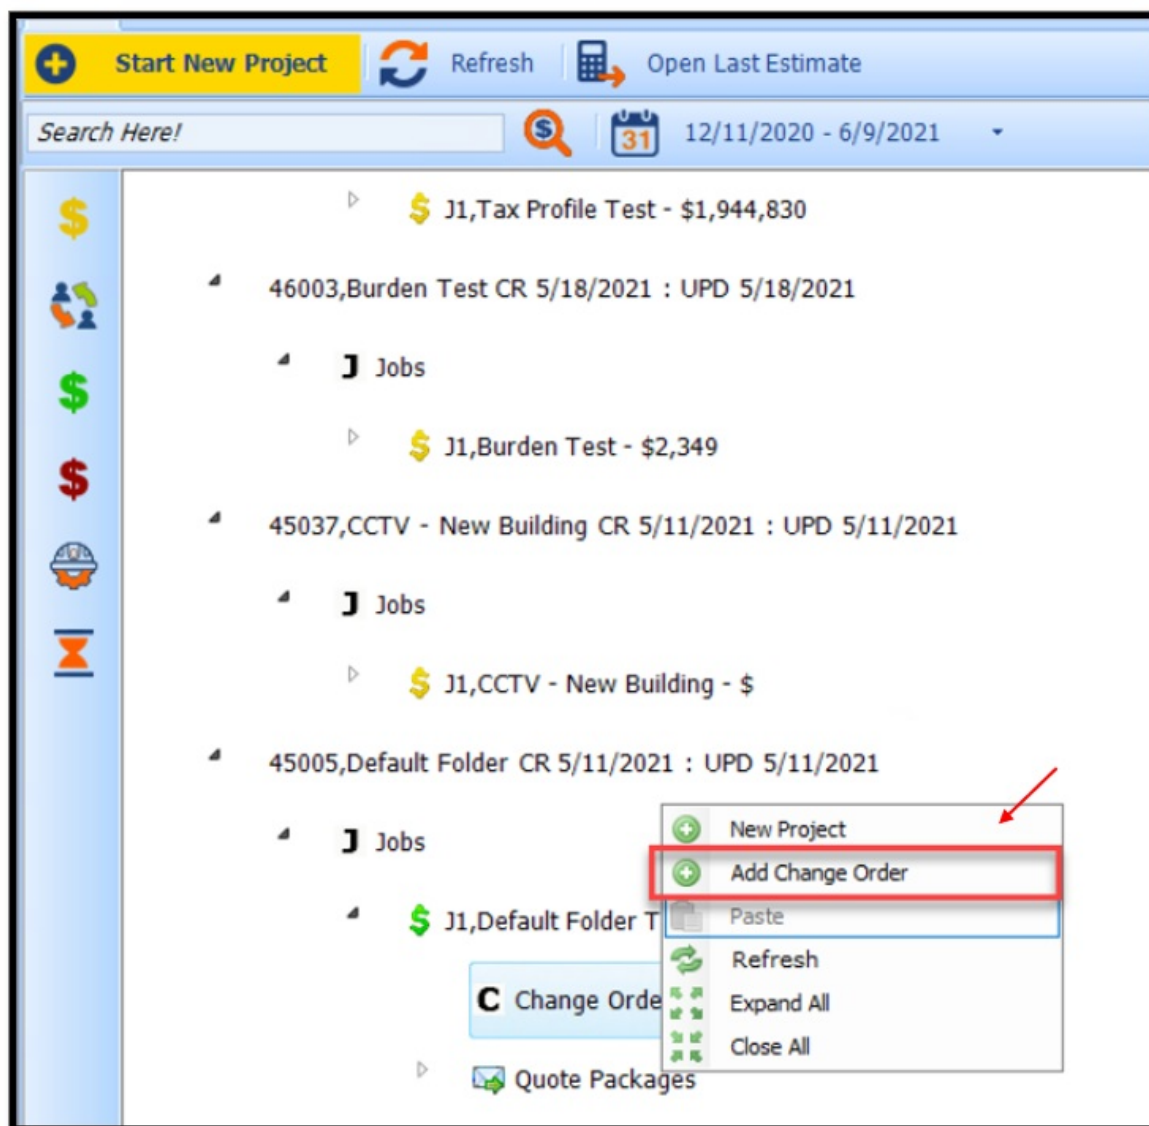 Start New Project Refresh Open Last Estimate
Search Here! 31 12/11/2020 - 6/9/2021
J1,Tax Profile Test - $1,944,830
46003,Burden Test CR 5/18/2021 : UPD 5/18/2021
J Jobs
J1,Burden Test - $2,349
45037,CCTV - New Building CR 5/11/2021 : UPD 5/11/2021
J Jobs
J1,CCTV - New Building - $
45005,Default Folder CR 5/11/2021 : UPD 5/11/2021
New Project
J Jobs
Add Change Order
J1,Default Folder T
Paste
Refresh
C Change Orde
Expand All
Close All
Quote Packages